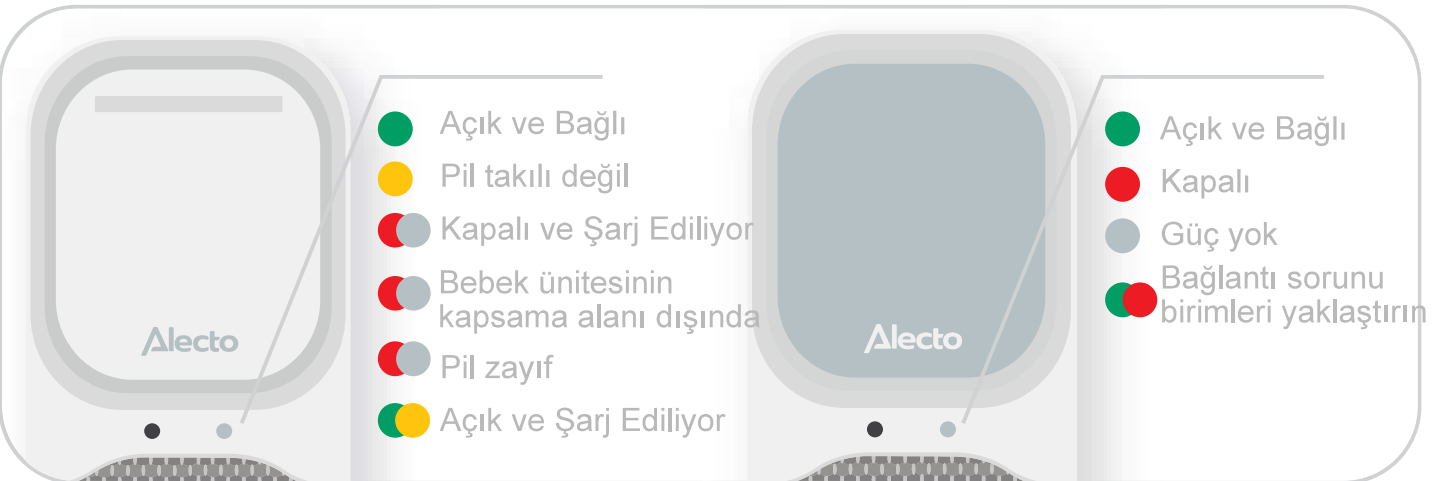 Açık ve Bağlı
Pil takılı değil
Kapalı ve Şarj Ediliyor
Bebek ünitesinin
kapsama alanı dışında
Pil zayıf
Açık ve Şarj Ediliyor
Alecto
Açık ve Bağlı
Kapalı
Güç yok
Bağlantı sorunu
birimleri yaklaştırın
Alecto